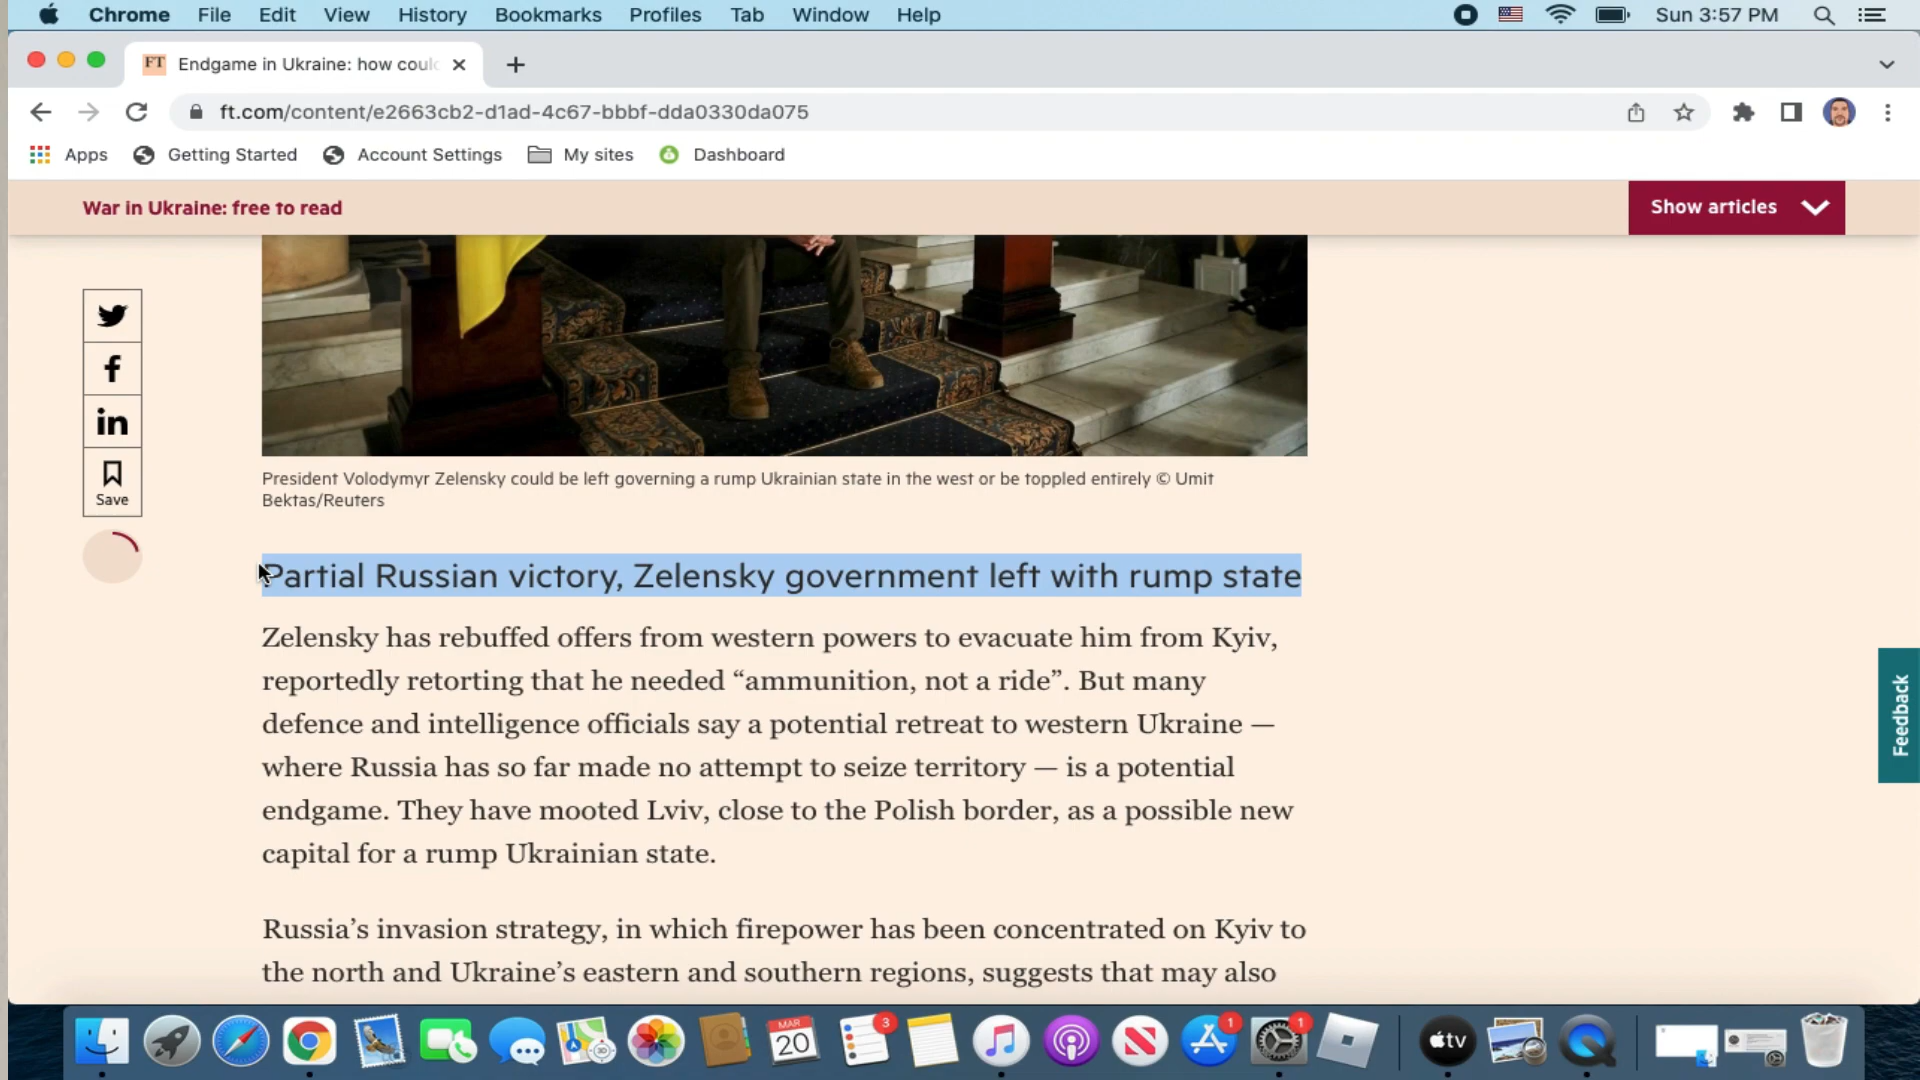 Chrome File Edit View History Bookmarks Profiles Tab Window Help Sun 3:57 PM
FT Endgame in Ukraine: how coul
ft.com/content/e2663cb2-d1ad-4c67-bbbf-dda0330da075
Apps Getting Started Account Settings My sites Dashboard
War in Ukraine: free to read Show articles
in
Save
President Volodymyr Zelensky could be left governing a rump Ukrainian state in the west or be toppled entirely © Umit
Bektas/Reuters
Partial Russian victory, Zelensky government left with rump state
Zelensky has rebuffed offers from western powers to evacuate him from Kyiv,
reportedly retorting that he needed “ammunition, not a ride”. But many
defence and intelligence officials say a potential retreat to western Ukraine —
where Russia has so far made no attempt to seize territory — is a potential
endgame. They have mooted Lviv, close to the Polish border, as a possible new
capital for a rump Ukrainian state.
Russia’s invasion strategy, in which firepower has been concentrated on Kyiv to
the north and Ukraine’s eastern and southern regions, suggests that may also
Feedback
MAR
20
3
1
1
tv